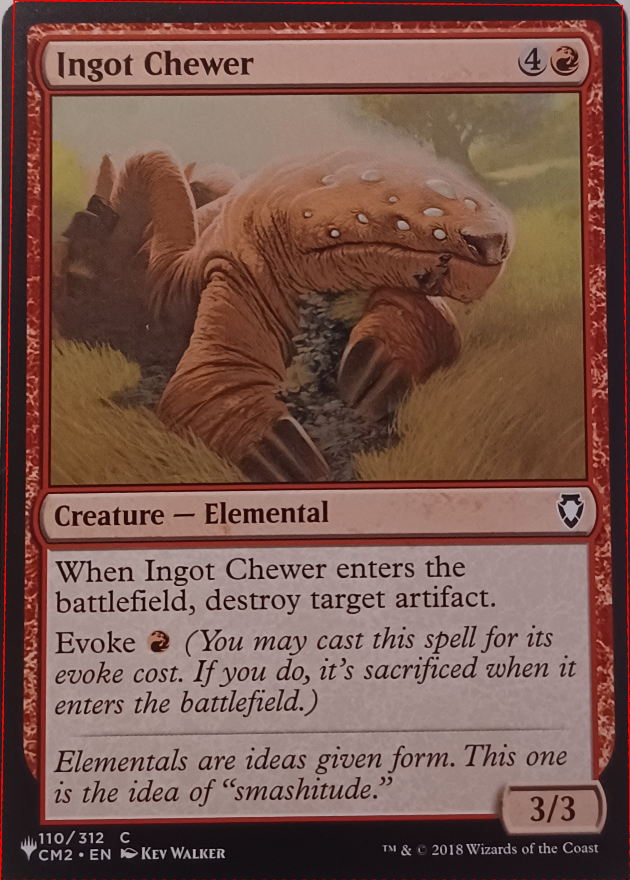 Ingot Chewer 4
Creature — Elemental
When Ingot Chewer enters the
battlefield, destroy target artifact.
Evoke (You may cast this spell for its
evoke cost. If you do, it's sacrificed when it
enters the battlefield.)
Elementals are ideas given form. This one
is the idea of “smashitude.”
3/3
110/312 C
CM2 • EN Kev Walker
™ & © 2018 Wizards of the Coast